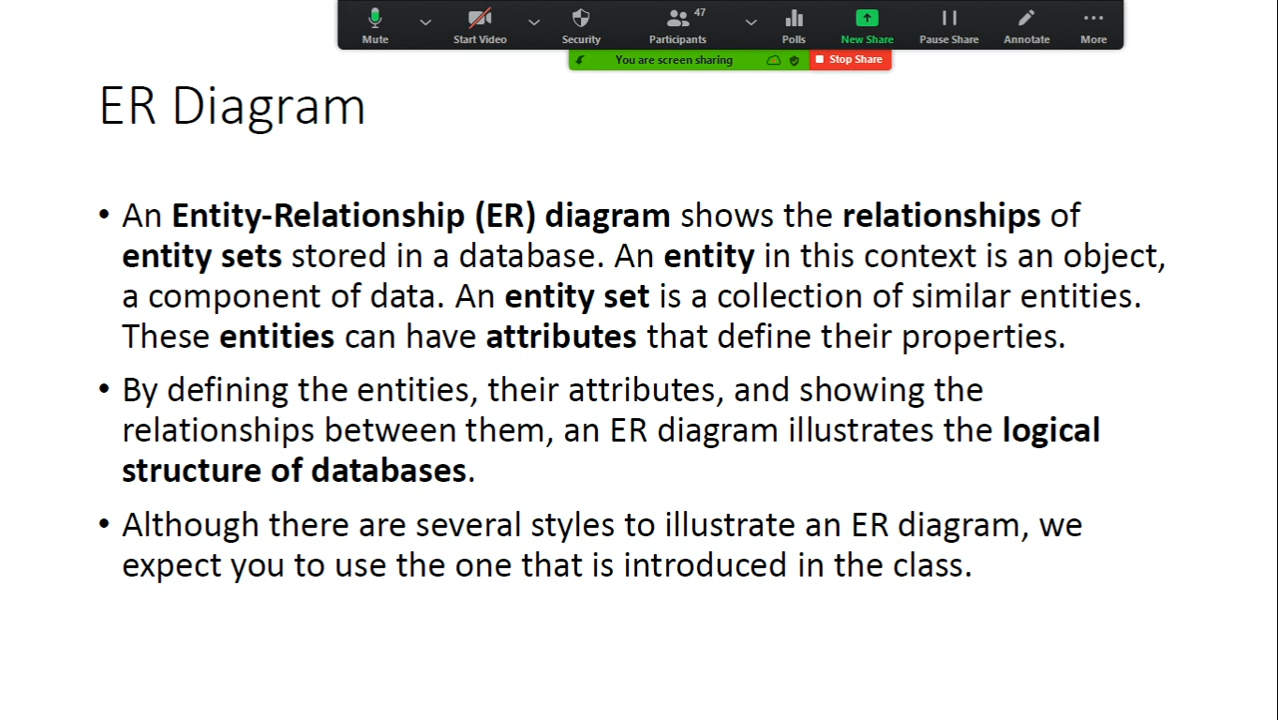 47
Mute Start Video Security Participants Polls New Share Pause Share Annotate More
You are screen sharing Stop Share
ER Diagram
• An Entity-Relationship (ER) diagram shows the relationships of
entity sets stored in a database. An entity in this context is an object,
a component of data. An entity set is a collection of similar entities.
These entities can have attributes that define their properties.
• By defining the entities, their attributes, and showing the
relationships between them, an ER diagram illustrates the logical
structure of databases.
• Although there are several styles to illustrate an ER diagram, we
expect you to use the one that is introduced in the class.